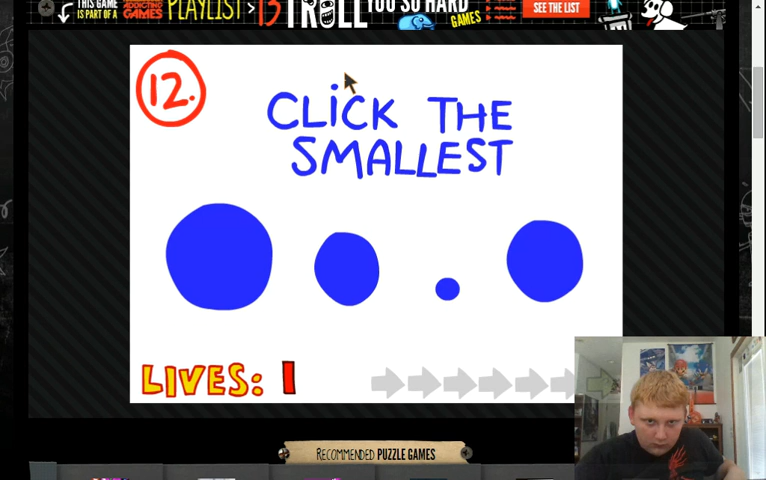 THIS GAME
IS PART OF A
ADDICTING
GAMES
PLAYLIST >
13
TROLL
YOU SO HARD
GAMES
SEE THE LIST
12.
CLiCK THE
SMALLEST
LIVES: 1
RECOMMENDED PUZZLE GAMES